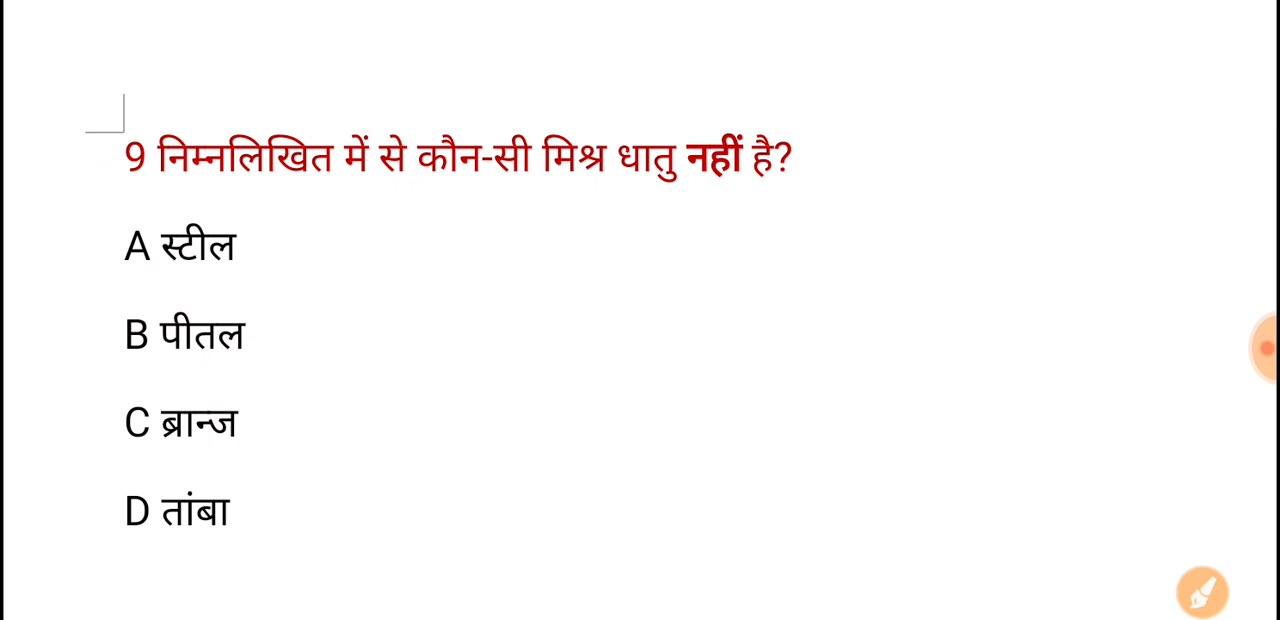 9 निम्नलिखित में से कौन-सी मिश्र धातु नहीं है?
A स्टील
B पीतल
C ब्रान्ज
D तांबा